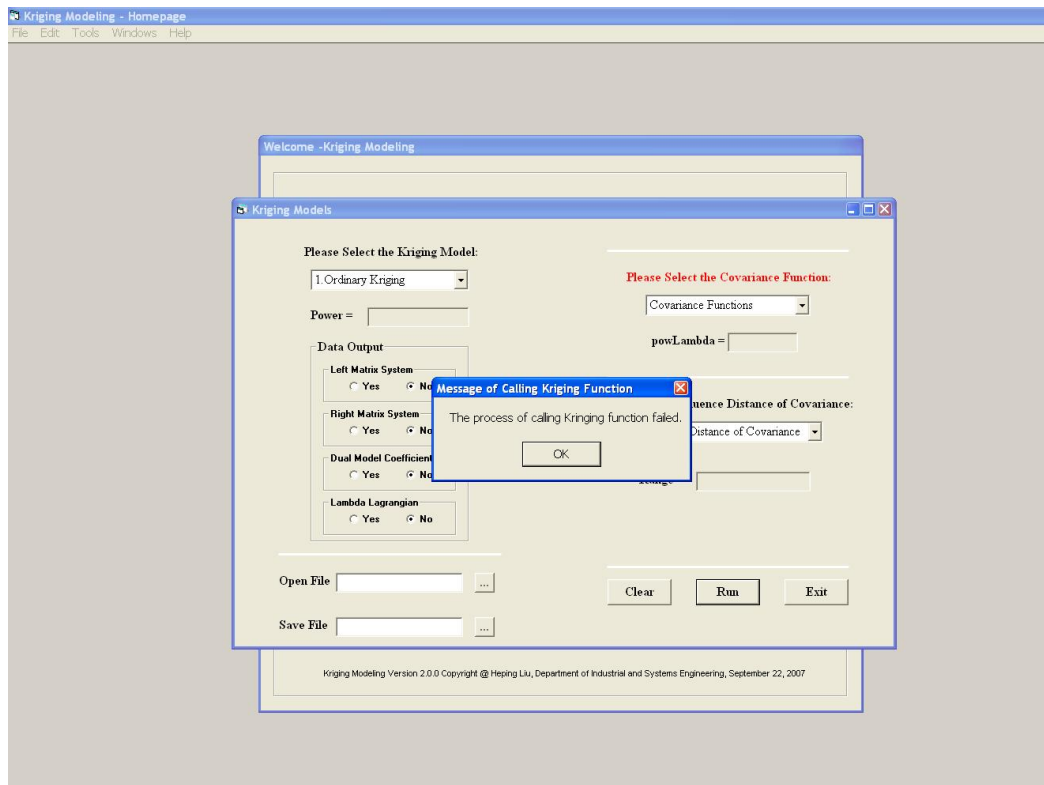 Kriging Modeling - Homepage
File Edit Tools Windows Help
Welcome -Kriging Modeling
Kriging Models
Please Select the Kriging Model:
1.Ordinary Kriging
Power =
Data Output
Left Matrix System
Yes No
Right Matrix System
Yes No
Dual Model Coefficient
Yes No
Lambda Lagrangian
Yes No
Open File
...
Save File
...
Please Select the Covariance Function:
Covariance Functions
powLambda =
uence Distance of Covariance:
Distance of Covariance
Message of Calling Kriging Function
The process of calling Kringing function failed.
OK
Clear Run Exit
Kriging Modeling Version 2.0.0 Copyright @ Heping Liu, Department of Industrial and Systems Engineering, September 22, 2007